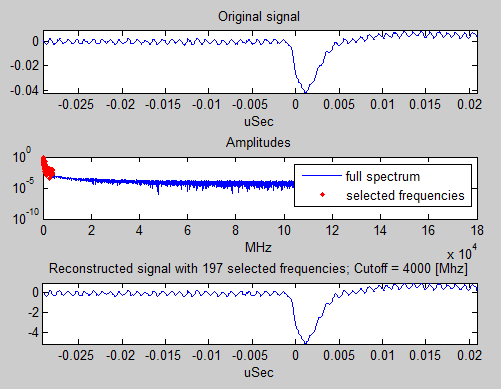 Original signal
0
-0.02
-0.04
-0.025 -0.02 -0.015 -0.01 -0.005 0 0.005 0.01 0.015 0.02
uSec
Amplitudes
10^0
10^-5
10^-10
full spectrum
selected frequencies
0 2 4 6 8 10 12 14 16 18
MHz
x 10^4
Reconstructed signal with 197 selected frequencies; Cutoff = 4000 [Mhz]
0
-2
-4
-0.025 -0.02 -0.015 -0.01 -0.005 0 0.005 0.01 0.015 0.02
uSec